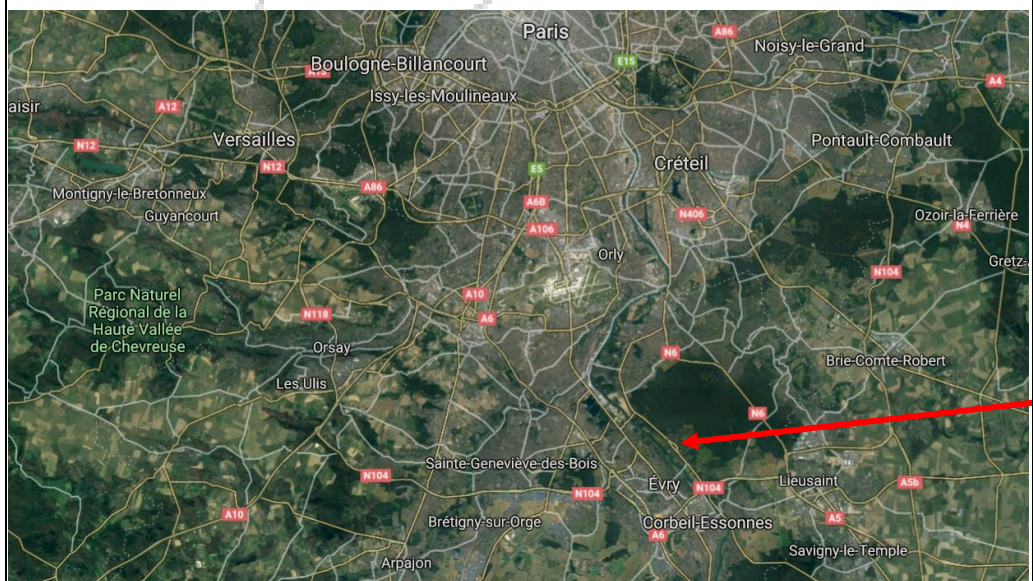 Paris
A86
Noisy-le-Grand
E15
Boulogne-Billancourt
A13
A4
Issy-les-Moulineaux
aisir
A12
N12
Versailles
Pontault-Combault
N12
E5
Créteil
Montigny-le-Bretonneux
A86
Guyancourt
A6B
N406
Ozoir-la-Ferrière
A106
N4
Orly
Gretz-
N104
Parc Naturel
Régional de la
Haute Vallée
de Chevreuse
A10
N118
A6
Orsay
N6
Brie-Comte-Robert
Les Ulis
N6
Sainte-Geneviève-des-Bois
N104
N104
Évry
N104
Lieusaint
A5b
A10
Brétigny-sur-Orge
Corbeil-Essonnes
A5
A6
Savigny-le-Temple
Arpajon